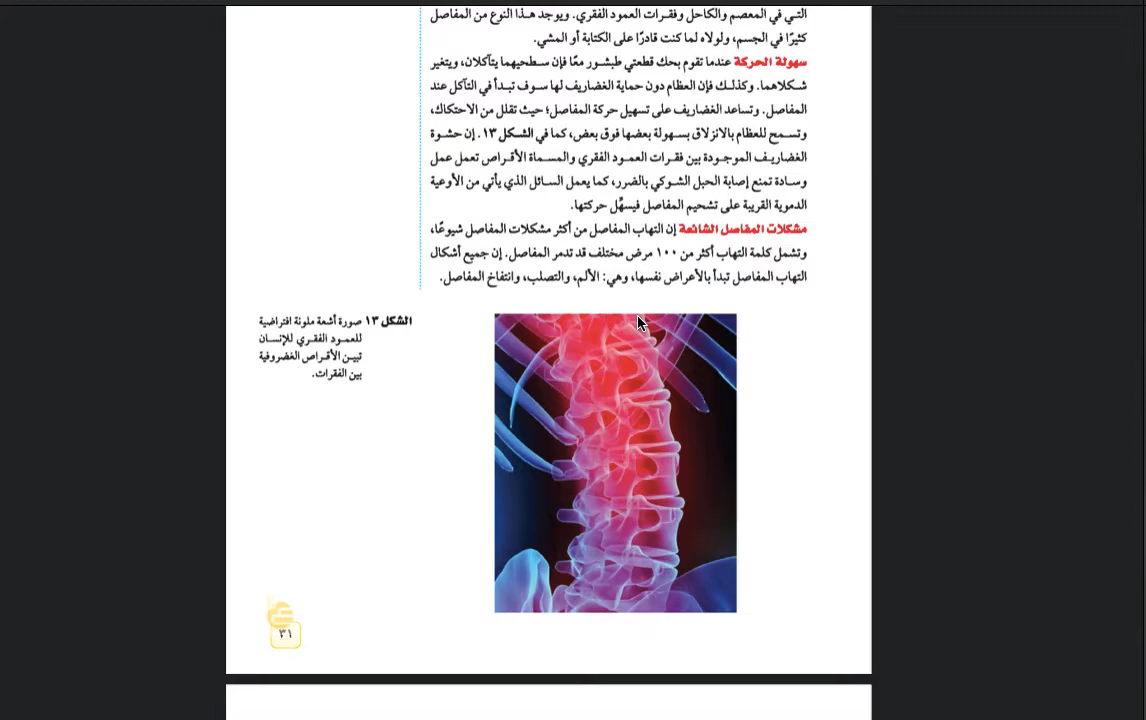 التي في المعصم والكاحل وفقرات العمود الفقري. ويوجد هذا النوع من المفاصل
كثيرًا في الجسم، ولولاه لما كنت قادرًا على الكتابة أو المشي.
سهولة الحركة عندما تقوم بحك قطعتي طبشور معًا فإن سطحيهما يتآكلان، ويتغير
شكلاهما. وكذلك فإن العظام دون حماية الغضاريف لها سوف تبدأ في التآكل عند
المفاصل. وتساعد الغضاريف على تسهيل حركة المفاصل؛ حيث تقلل من الاحتكاك،
وتسمح للعظام بالانزلاق بسهولة بعضها فوق بعض، كما في الشكل ١٣. إن حشوة
الغضاريف الموجودة بين فقرات العمود الفقري والمسماة الأقراص تعمل عمل
وسادة تمنع إصابة الحبل الشوكي بالضرر، كما يعمل السائل الذي يأتي من الأوعية
الدموية القريبة على تشحيم المفاصل فيسهِّل حركتها.
مشكلات المفاصل الشائعة إن التهاب المفاصل من أكثر مشكلات المفاصل شيوعًا،
وتشمل كلمة التهاب أكثر من ١٠٠ مرض مختلف قد تدمر المفاصل. إن جميع أشكال
التهاب المفاصل تبدأ بالأعراض نفسها، وهي: الألم، والتصلب، وانتفاخ المفاصل.
الشكل ١٣ صورة أشعة ملونة افتراضية
للعمود الفقري للإنسان
تبين الأقراص الغضروفية
بين الفقرات.
٣١